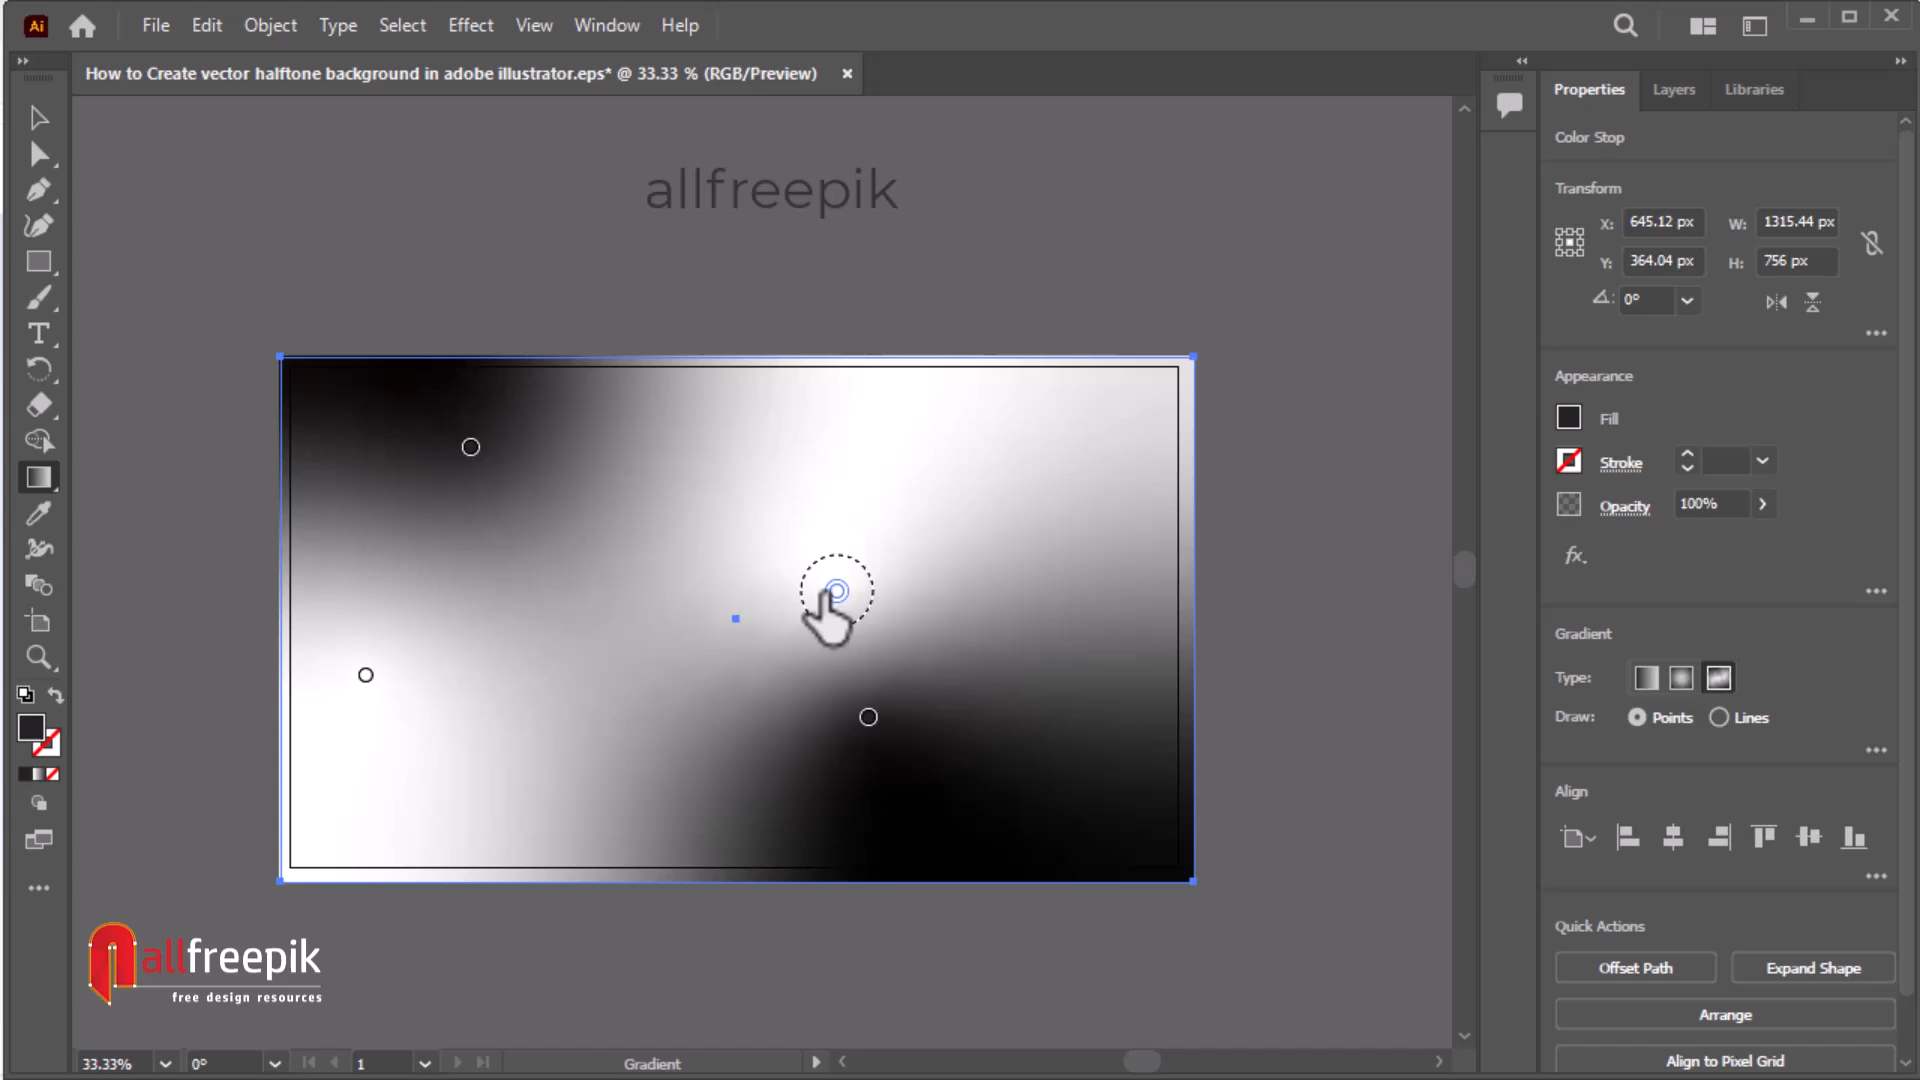 Ai File Edit Object Type Select Effect View Window Help
How to Create vector halftone background in adobe illustrator.eps* @ 33.33 % (RGB/Preview) ×
Properties Layers Libraries
Color Stop
Transform
X: 645.12 px W: 1315.44 px
Y: 364.04 px H: 756 px
0°
Appearance
Fill
Stroke
Opacity 100%
fx.
Gradient
Type:
Draw: Points Lines
Align
Quick Actions
Offset Path Expand Shape
Arrange
Align to Pixel Grid
allfreepik
allfreepik
free design resources
33.33% 0° 1 Gradient